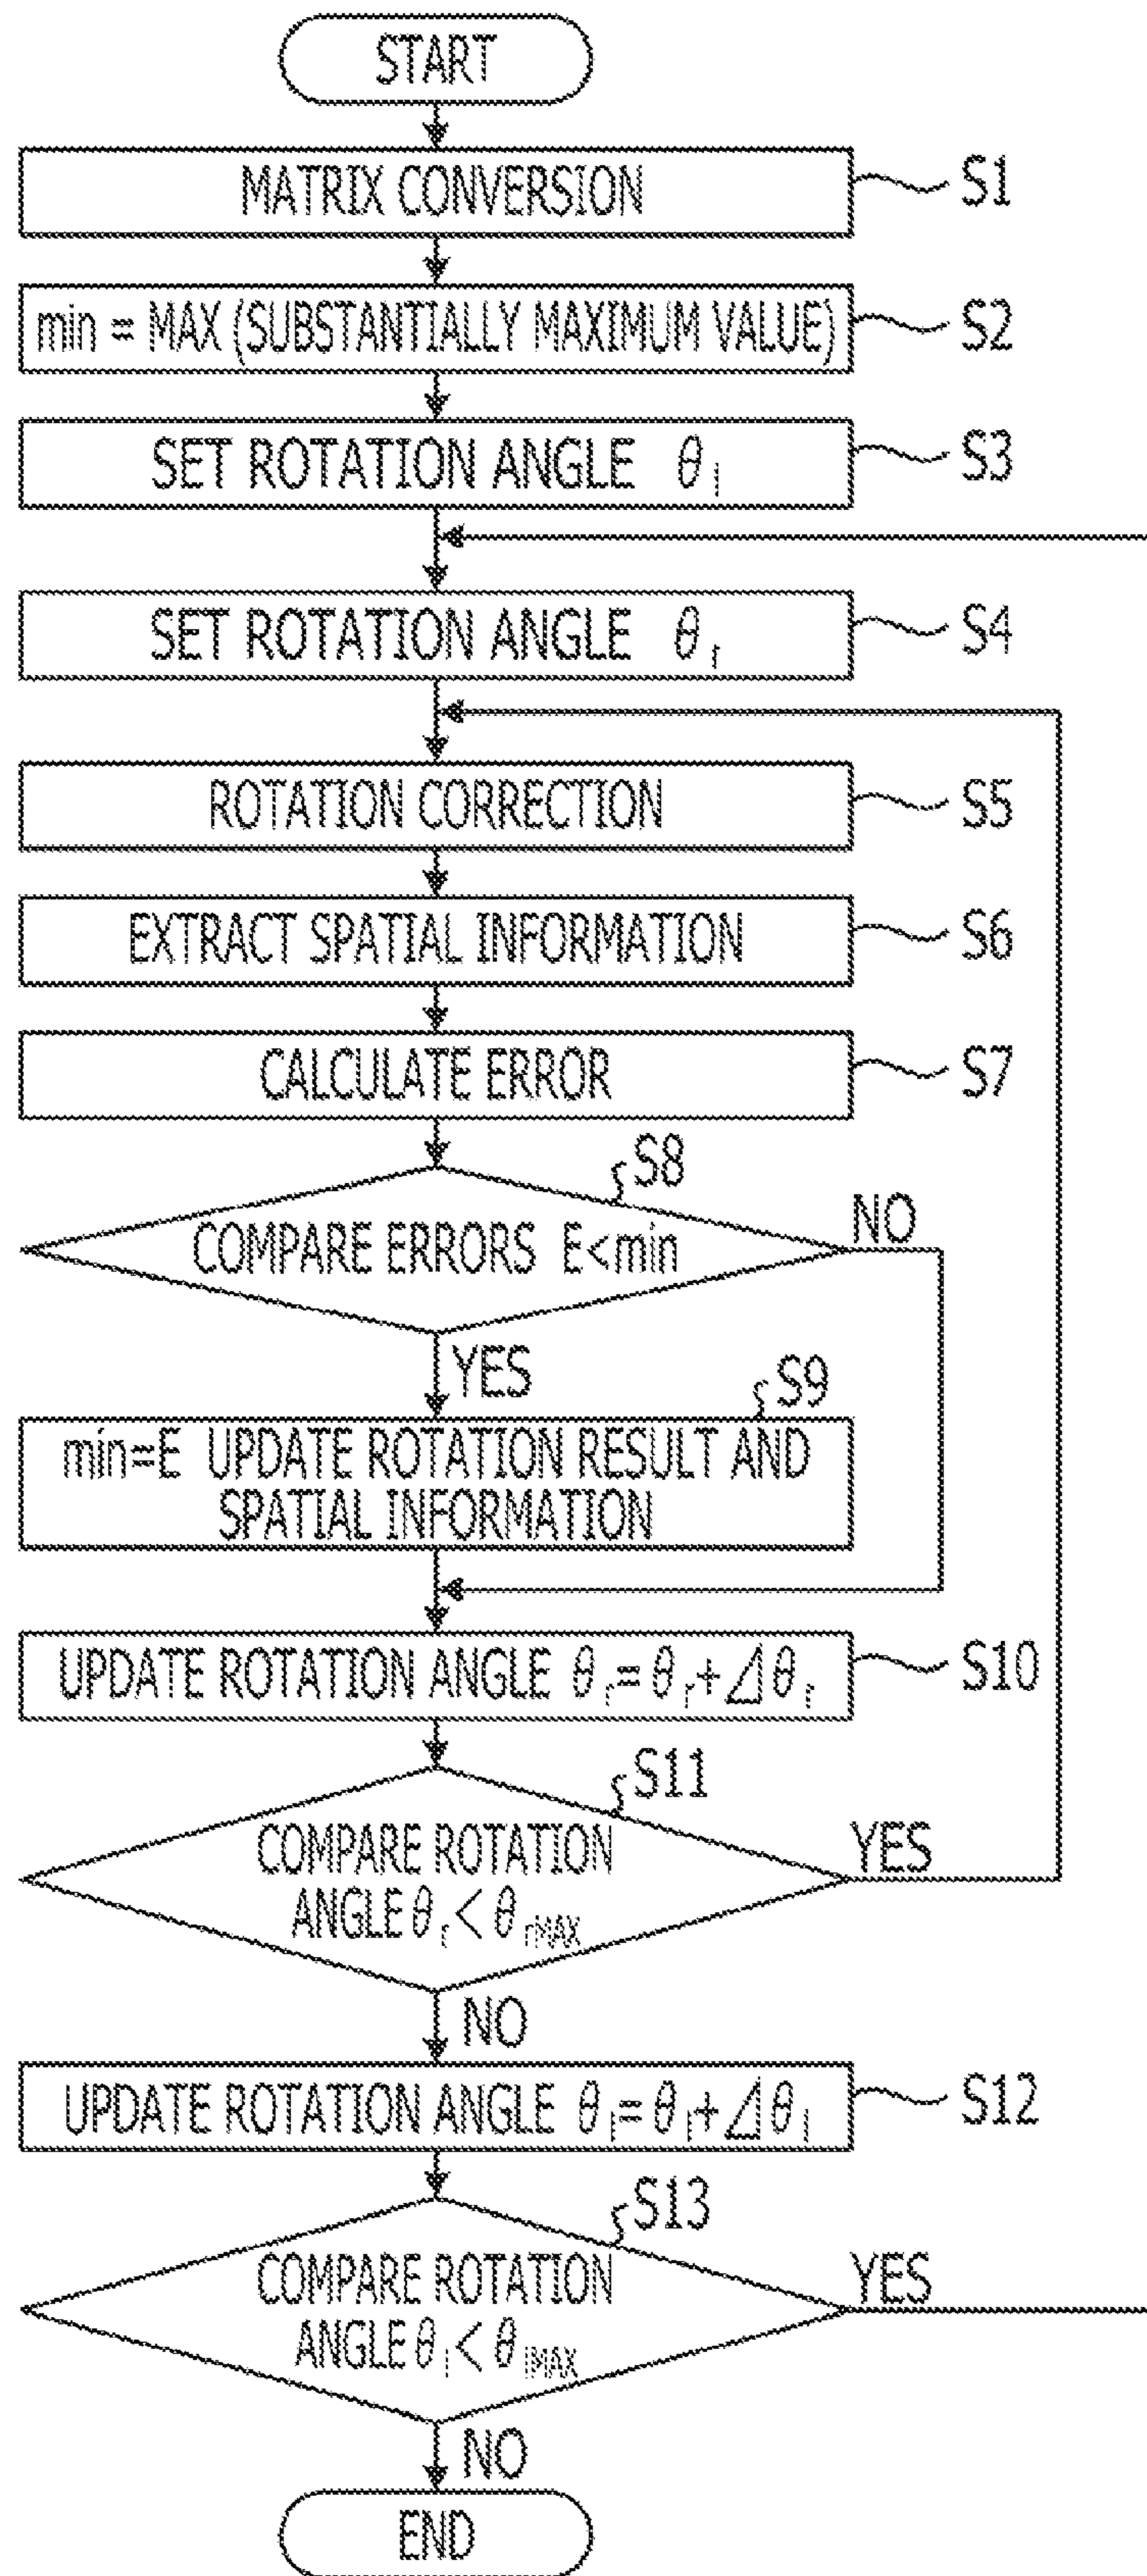 START
MATRIX CONVERSION
S1
min = MAX (SUBSTANTIALLY MAXIMUM VALUE)
S2
SET ROTATION ANGLE θl
S3
SET ROTATION ANGLE θr
S4
ROTATION CORRECTION
S5
EXTRACT SPATIAL INFORMATION
S6
CALCULATE ERROR
S7
S8
COMPARE ERRORS E<min
NO
YES
S9
min=E UPDATE ROTATION RESULT AND
SPATIAL INFORMATION
UPDATE ROTATION ANGLE θr=θr+Δθr
S10
S11
COMPARE ROTATION
ANGLE θr<θrMAX
YES
NO
UPDATE ROTATION ANGLE θl=θl+Δθl
S12
S13
COMPARE ROTATION
ANGLE θl<θlMAX
YES
NO
END